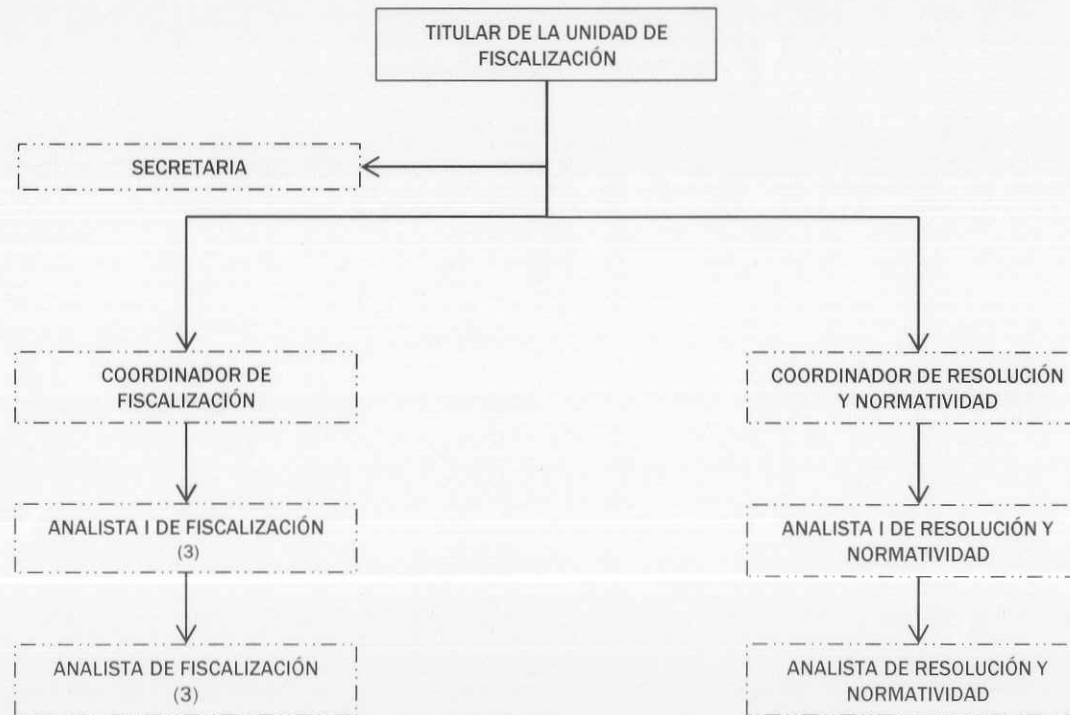 TITULAR DE LA UNIDAD DE
FISCALIZACIÓN
SECRETARIA
COORDINADOR DE
FISCALIZACIÓN
COORDINADOR DE RESOLUCIÓN
Y NORMATIVIDAD
ANALISTA I DE FISCALIZACIÓN
(3)
ANALISTA I DE RESOLUCIÓN Y
NORMATIVIDAD
ANALISTA DE FISCALIZACIÓN
(3)
ANALISTA DE RESOLUCIÓN Y
NORMATIVIDAD